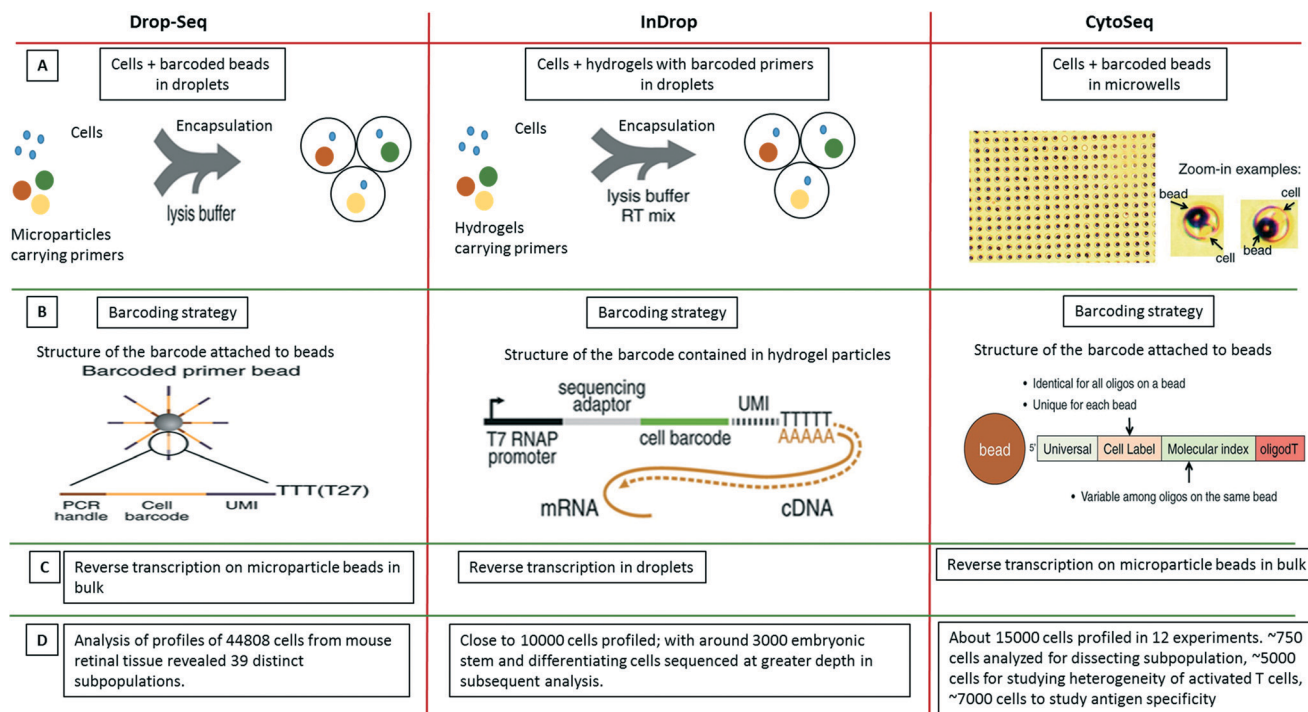 Drop-Seq
InDrop
CytoSeq
A
Cells + barcoded beads
in droplets
Cells
Encapsulation
lysis buffer
Microparticles
carrying primers
Cells + hydrogels with barcoded primers
in droplets
Cells
Encapsulation
lysis buffer
RT mix
Hydrogels
carrying primers
Cells + barcoded beads
in microwells
Zoom-in examples:
bead
cell
cell
bead
B
Barcoding strategy
Structure of the barcode attached to beads
Barcoded primer bead
TTT(T27)
PCR
handle
Cell
barcode
UMI
Barcoding strategy
Structure of the barcode contained in hydrogel particles
sequencing
adaptor
UMI
TTTTT
AAAAA
T7 RNAP
promoter
cell barcode
mRNA
cDNA
Barcoding strategy
Structure of the barcode attached to beads
• Identical for all oligos on a bead
• Unique for each bead
bead
5'
Universal
Cell Label
Molecular index
oligodT
• Variable among oligos on the same bead
C
Reverse transcription on microparticle beads in
bulk
Reverse transcription in droplets
Reverse transcription on microparticle beads in bulk
D
Analysis of profiles of 44808 cells from mouse
retinal tissue revealed 39 distinct
subpopulations.
Close to 10000 cells profiled; with around 3000 embryonic
stem and differentiating cells sequenced at greater depth in
subsequent analysis.
About 15000 cells profiled in 12 experiments. ~750
cells analyzed for dissecting subpopulation, ~5000
cells for studying heterogeneity of activated T cells,
~7000 cells to study antigen specificity